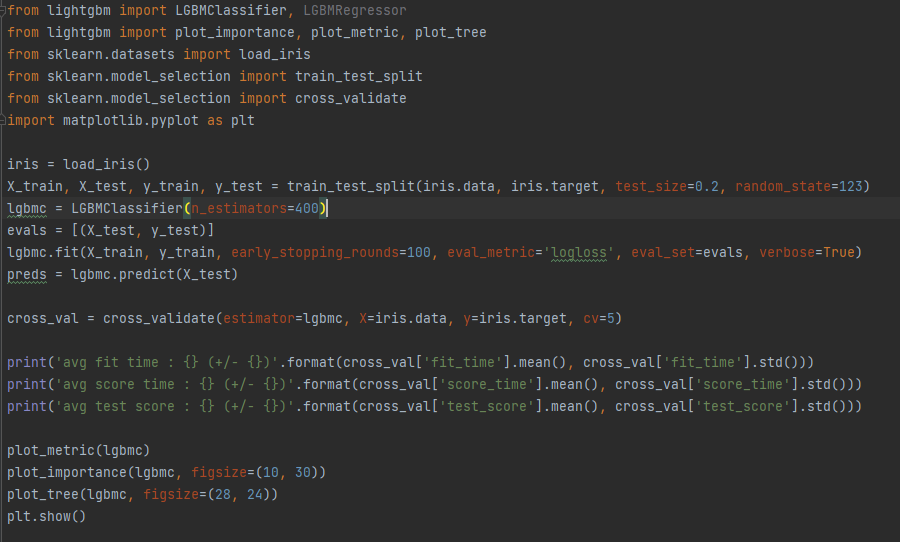 from lightgbm import LGBMClassifier, LGBMRegressor
from lightgbm import plot_importance, plot_metric, plot_tree
from sklearn.datasets import load_iris
from sklearn.model_selection import train_test_split
from sklearn.model_selection import cross_validate
import matplotlib.pyplot as plt
iris = load_iris()
X_train, X_test, y_train, y_test = train_test_split(iris.data, iris.target, test_size=0.2, random_state=123)
lgbmc = LGBMClassifier(n_estimators=400)
evals = [(X_test, y_test)]
lgbmc.fit(X_train, y_train, early_stopping_rounds=100, eval_metric='logloss', eval_set=evals, verbose=True)
preds = lgbmc.predict(X_test)
cross_val = cross_validate(estimator=lgbmc, X=iris.data, y=iris.target, cv=5)
print('avg fit time : {} (+/- {})'.format(cross_val['fit_time'].mean(), cross_val['fit_time'].std()))
print('avg score time : {} (+/- {})'.format(cross_val['score_time'].mean(), cross_val['score_time'].std()))
print('avg test score : {} (+/- {})'.format(cross_val['test_score'].mean(), cross_val['test_score'].std()))
plot_metric(lgbmc)
plot_importance(lgbmc, figsize=(10, 30))
plot_tree(lgbmc, figsize=(28, 24))
plt.show()